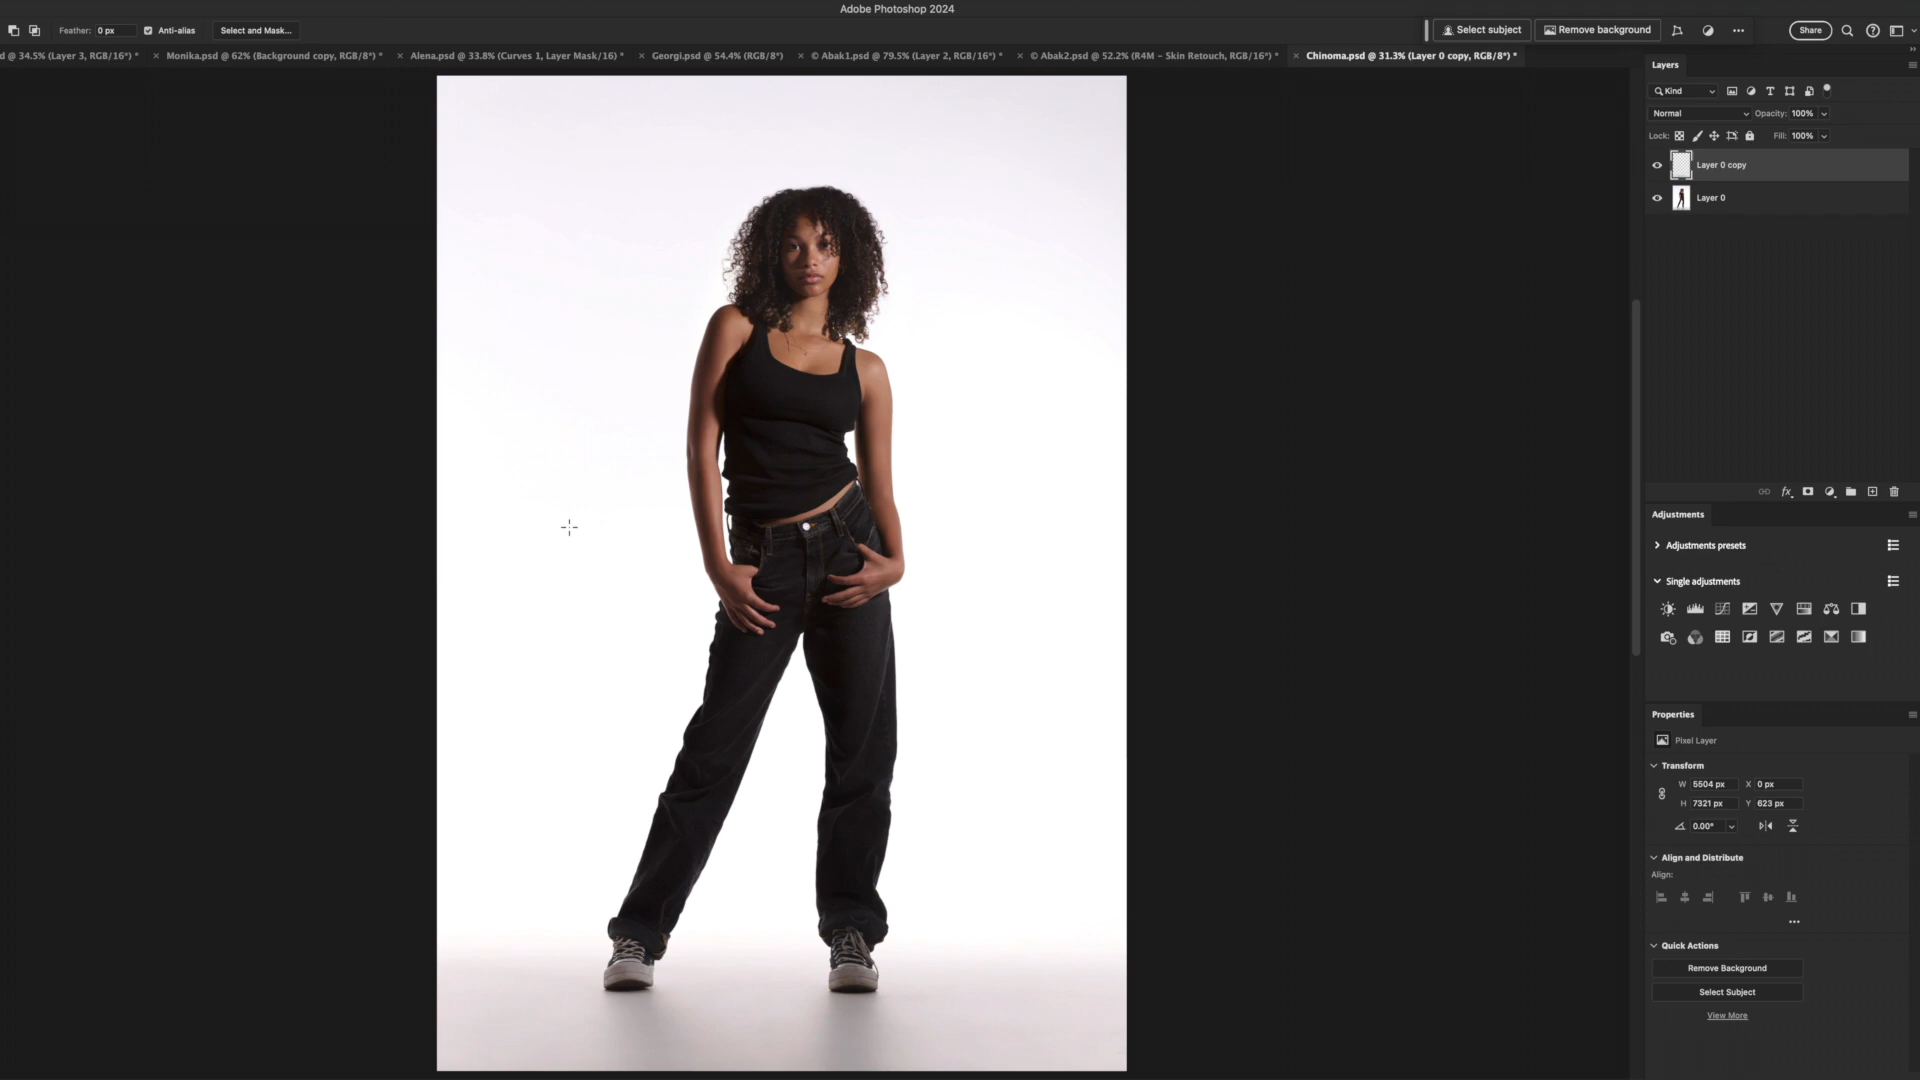 Adobe Photoshop 2024
Feather: 0 px Anti-alias Select and Mask... Select subject Remove background Share
d @ 34.5% (Layer 3, RGB/16*) * Monika.psd @ 62% (Background copy, RGB/8*) * Alena.psd @ 33.8% (Curves 1, Layer Mask/16) * Georgi.psd @ 54.4% (RGB/8*) © Abak1.psd @ 79.5% (Layer 2, RGB/16*) * © Abak2.psd @ 52.2% (R4M – Skin Retouch, RGB/16*) * Chinoma.psd @ 31.3% (Layer 0 copy, RGB/8*) *
Layers
Kind
Normal Opacity: 100%
Lock: Fill: 100%
Layer 0 copy
Layer 0
Adjustments
Adjustments presets
Single adjustments
Properties
Pixel Layer
Transform
W 5504 px X 0 px
H 7321 px Y 623 px
0.00°
Align and Distribute
Align:
Quick Actions
Remove Background
Select Subject
View More